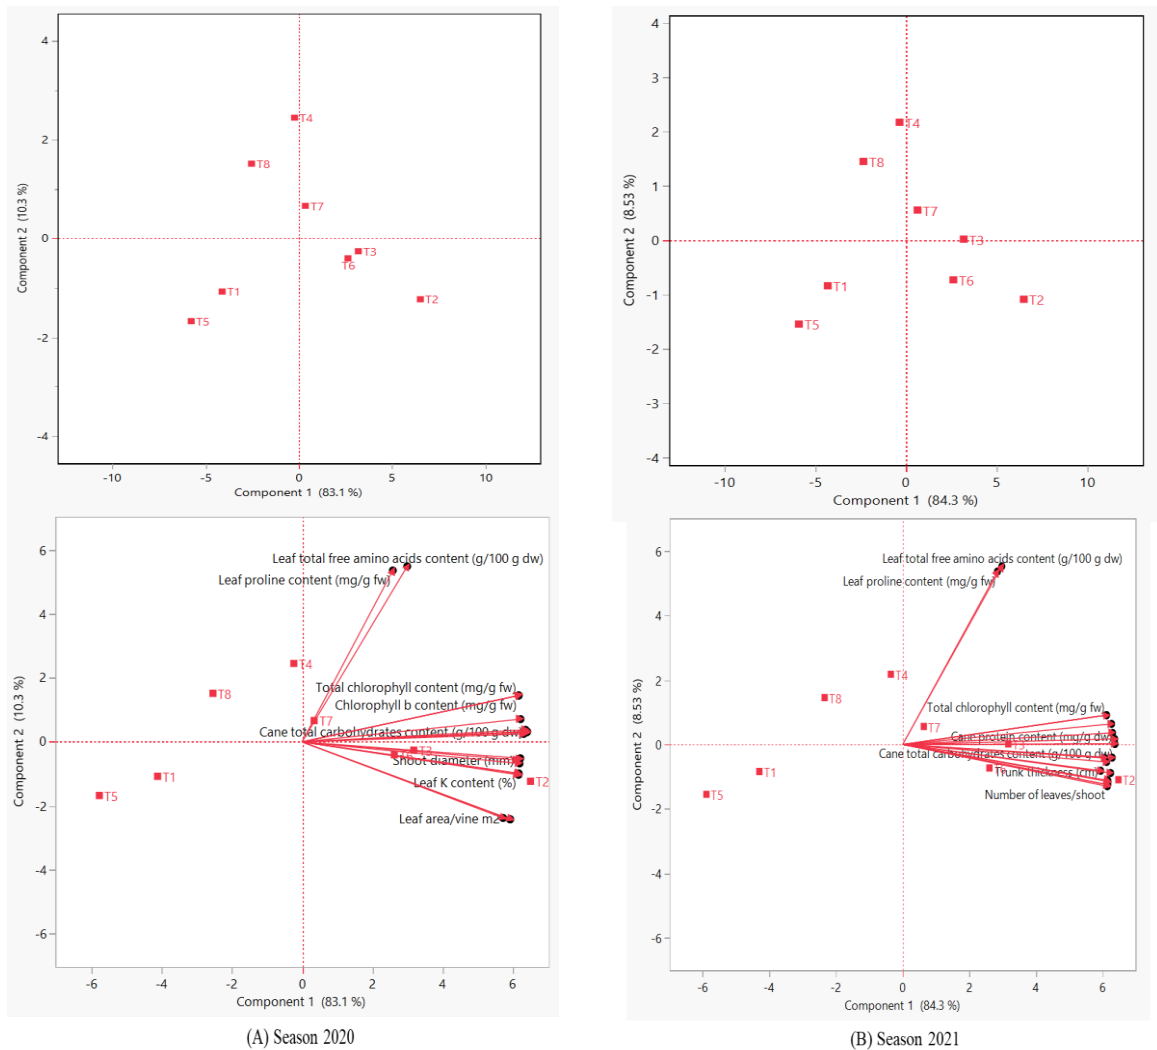 4
2
0
-2
-4
-10
-5
0
5
10
Component 1 (83.1 %)
Component 2 (10.3 %)
T4
T8
T7
T3
T6
T1
T2
T5
4
3
2
1
0
-1
-2
-3
-4
-10
-5
0
5
10
Component 1 (84.3 %)
Component 2 (8.53 %)
T4
T8
T7
T3
T6
T1
T2
T5
6
4
2
0
-2
-4
-6
-6
-4
-2
0
2
4
6
Component 1 (83.1 %)
Component 2 (10.3 %)
Leaf total free amino acids content (g/100 g dw)
Leaf proline content (mg/g fw)
T4
Total chlorophyll content (mg/g fw)
T8
Chlorophyll b content (mg/g fw)
T7
Cane total carbohydrates content (g/100 g dw)
T3
Shoot diameter (mm)
T1
Leaf K content (%)
T2
T5
Leaf area/vine m2
(A) Season 2020
6
4
2
0
-2
-4
-6
-6
-4
-2
0
2
4
6
Component 1 (84.3 %)
Component 2 (8.53 %)
Leaf total free amino acids content (g/100 g dw)
Leaf proline content (mg/g fw)
T4
T8
Total chlorophyll content (mg/g fw)
T7
Cane protein content (mg/g dw)
Cane total carbohydrates content (g/100 g dw)
T1
Trunk thickness (cm)
T2
T5
Number of leaves/shoot
(B) Season 2021